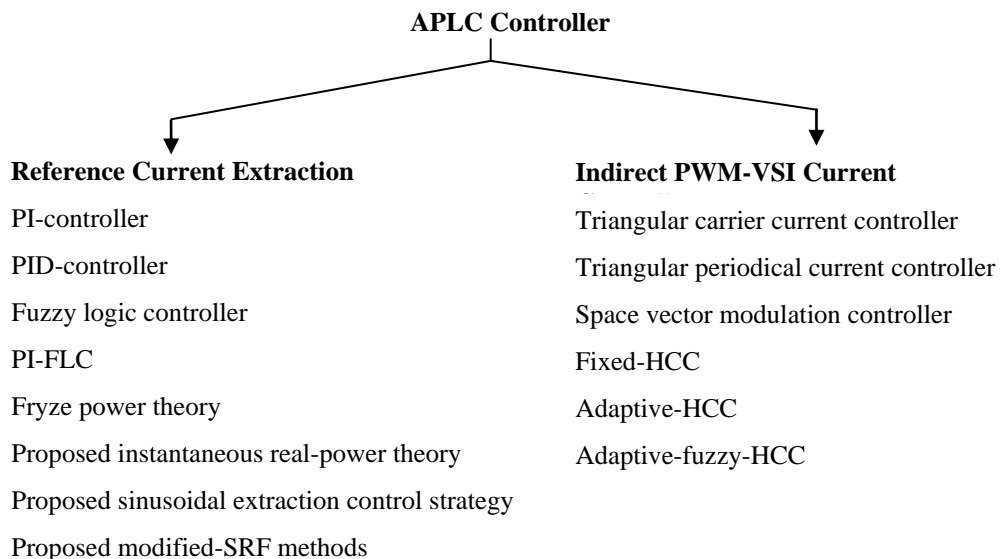 APLC Controller
Reference Current Extraction
PI-controller
PID-controller
Fuzzy logic controller
PI-FLC
Fryze power theory
Proposed instantaneous real-power theory
Proposed sinusoidal extraction control strategy
Proposed modified-SRF methods
Indirect PWM-VSI Current
Triangular carrier current controller
Triangular periodical current controller
Space vector modulation controller
Fixed-HCC
Adaptive-HCC
Adaptive-fuzzy-HCC